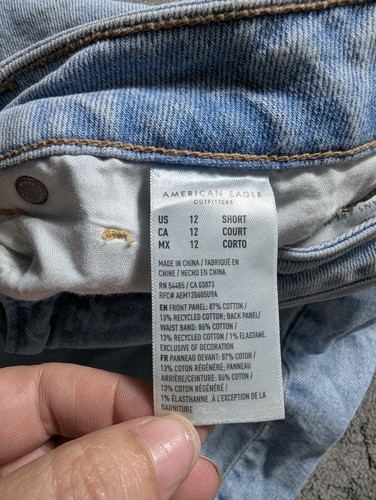 AMERICAN EAGLE
OUTFITTERS
US 12 SHORT
CA 12 COURT
MX 12 CORTO
MADE IN CHINA / FABRIQUÉ EN
CHINE / HECHO EN CHINA
RN 54485 / CA 03873
RFC# AEM120605U9A
EN FRONT PANEL: 87% COTTON /
13% RECYCLED COTTON; BACK PANEL/
WAIST BAND: 86% COTTON /
13% RECYCLED COTTON / 1% ELASTANE.
EXCLUSIVE OF DECORATION
FR PANNEAU DEVANT: 87% COTON
/ 13% COTON RÉGÉNÉRÉ; PANNEAU
ARRIÈRE/CEINTURE: 86% COTON
/ 13% COTON RÉGÉNÉRÉ /
1% ÉLASTHANNE. À L'EXCEPTION DE LA
GARNITURE